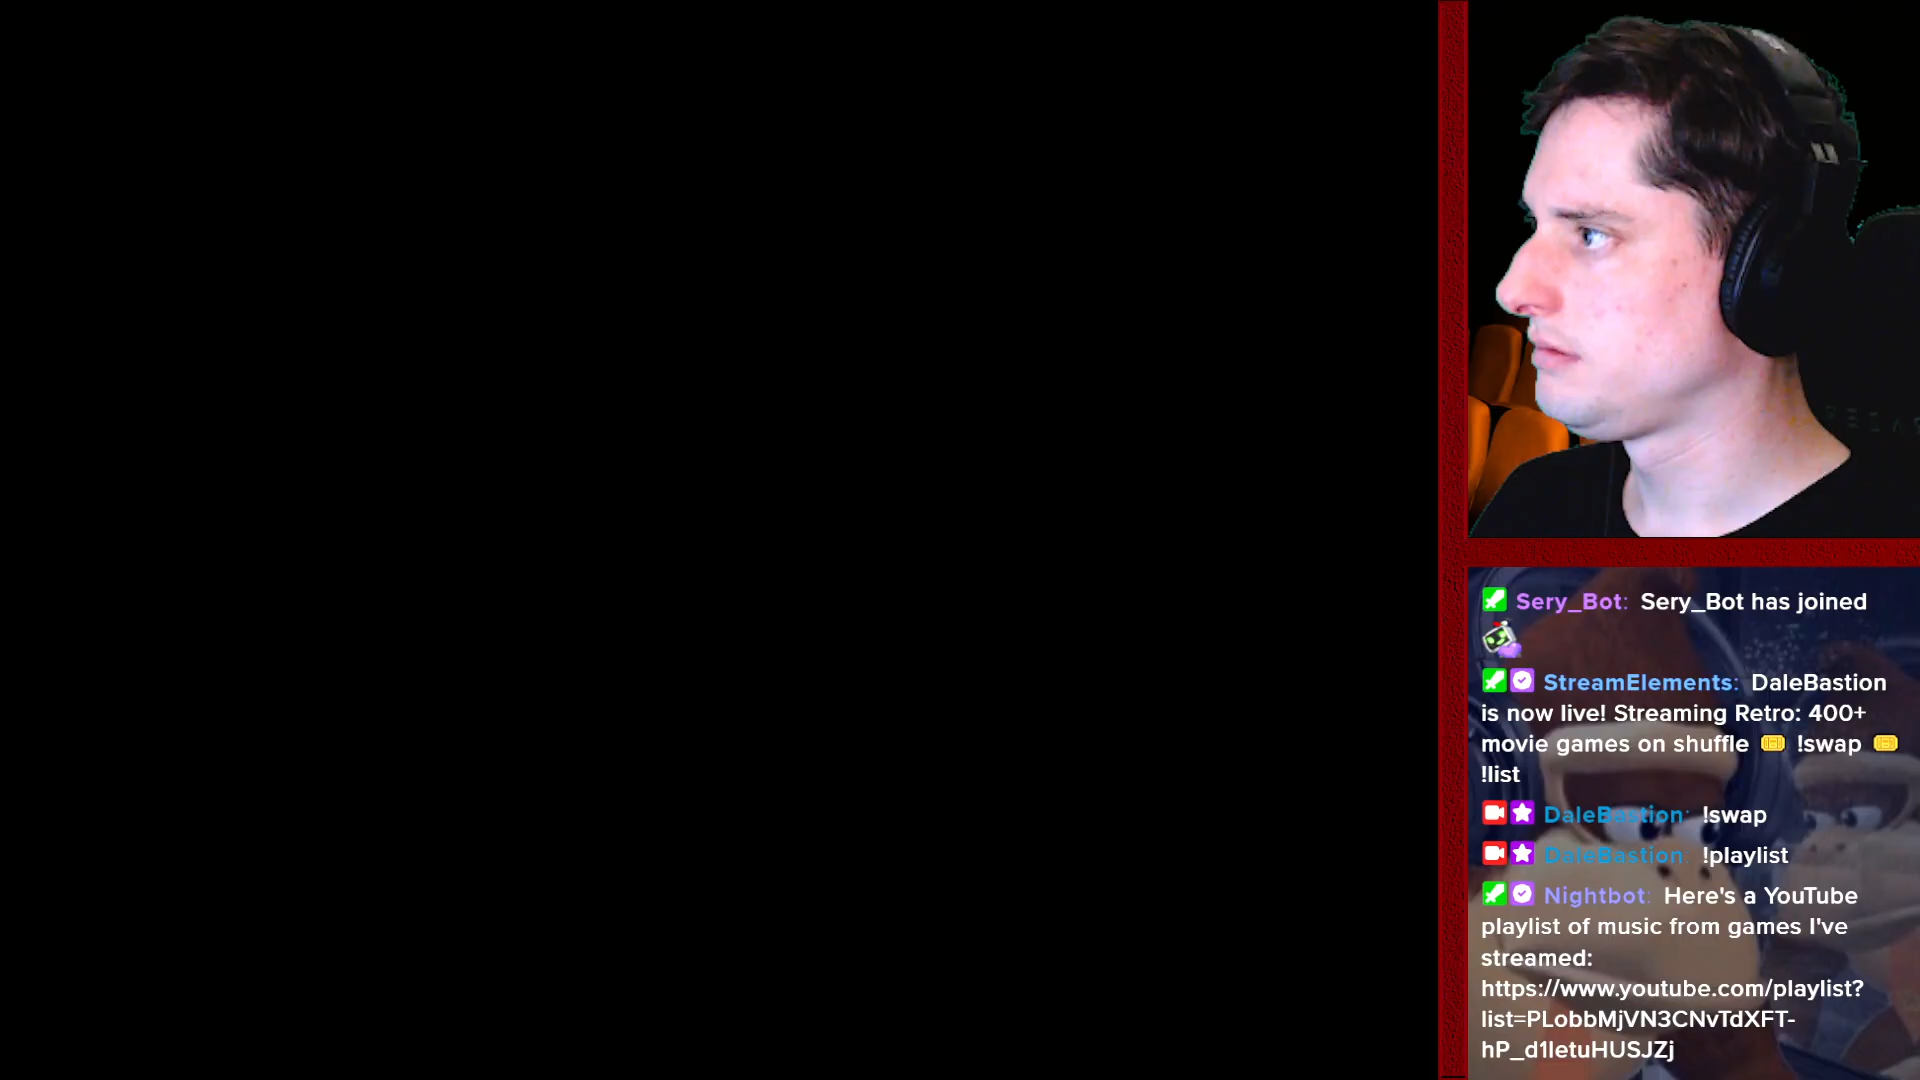 Sery_Bot: Sery_Bot has joined
StreamElements: DaleBastion
is now live! Streaming Retro: 400+
movie games on shuffle !swap
!list
DaleBastion: !swap
DaleBastion: !playlist
Nightbot: Here's a YouTube
playlist of music from games I've
streamed:
https://www.youtube.com/playlist?
list=PLobbMjVN3CNvTdXFT-
hP_d1IetuHUSJZj